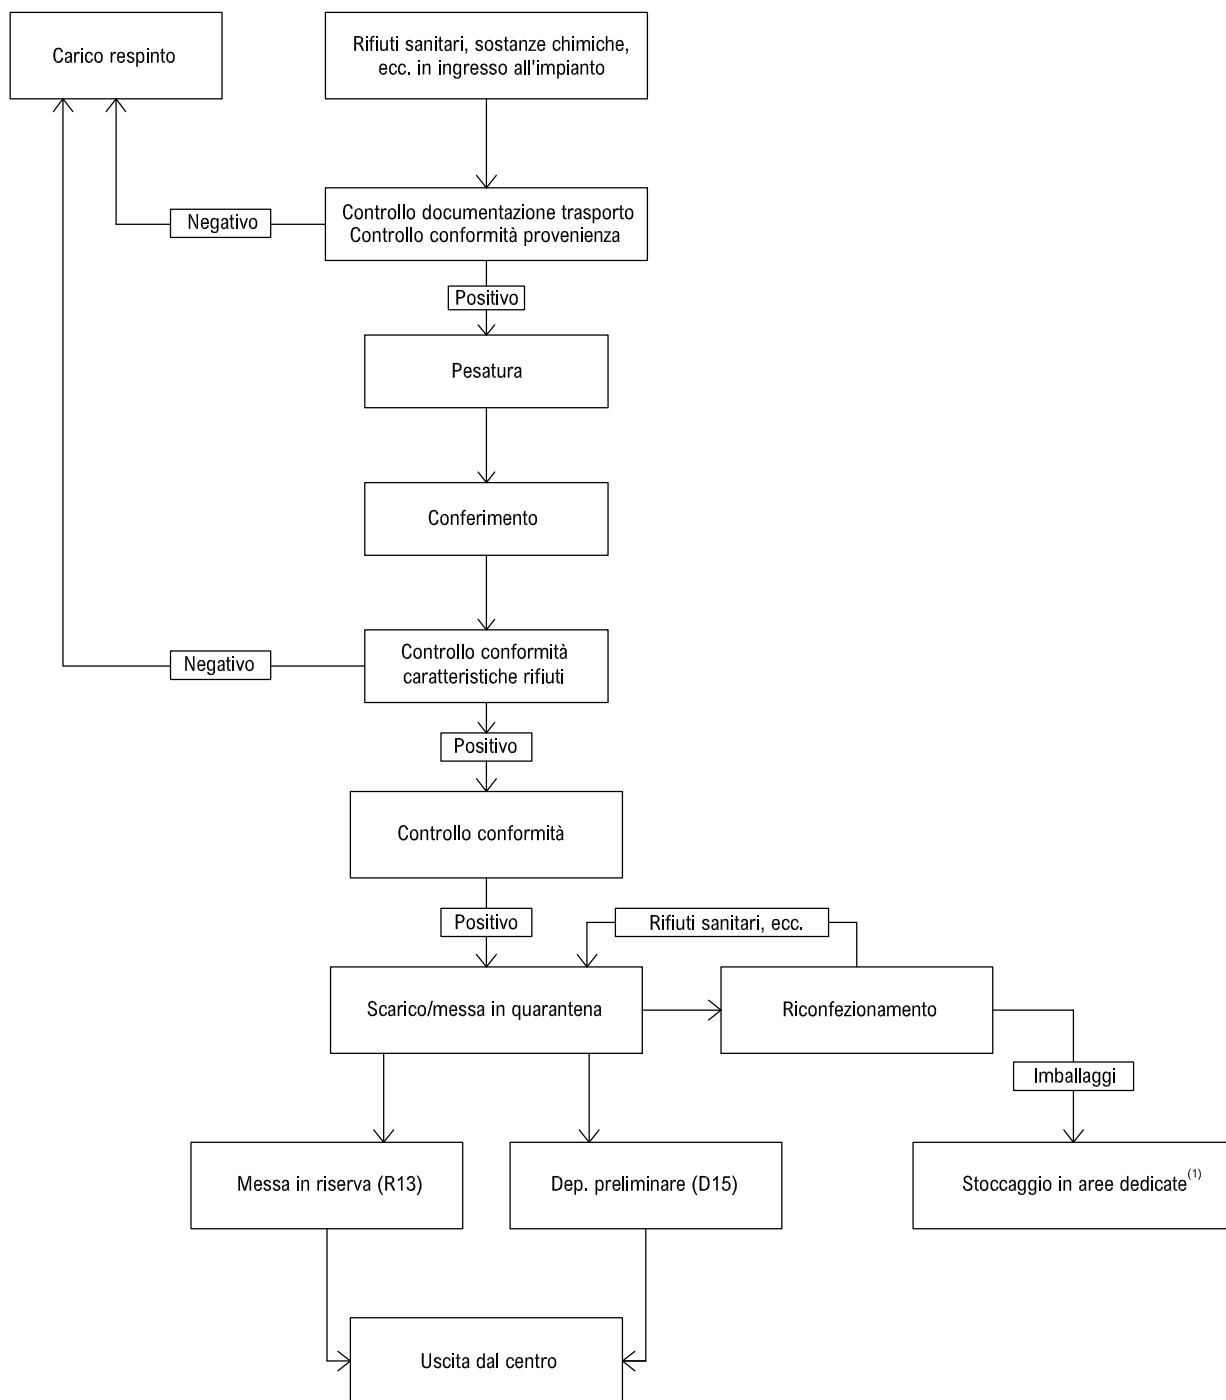 Carico respinto
Rifiuti sanitari, sostanze chimiche,
ecc. in ingresso all'impianto
Negativo
Controllo documentazione trasporto
Controllo conformità provenienza
Positivo
Pesatura
Conferimento
Negativo
Controllo conformità
caratteristiche rifiuti
Positivo
Controllo conformità
Positivo
Rifiuti sanitari, ecc.
Scarico/messa in quarantena
Riconfezionamento
Imballaggi
Messa in riserva (R13)
Dep. preliminare (D15)
Stoccaggio in aree dedicate(1)
Uscita dal centro